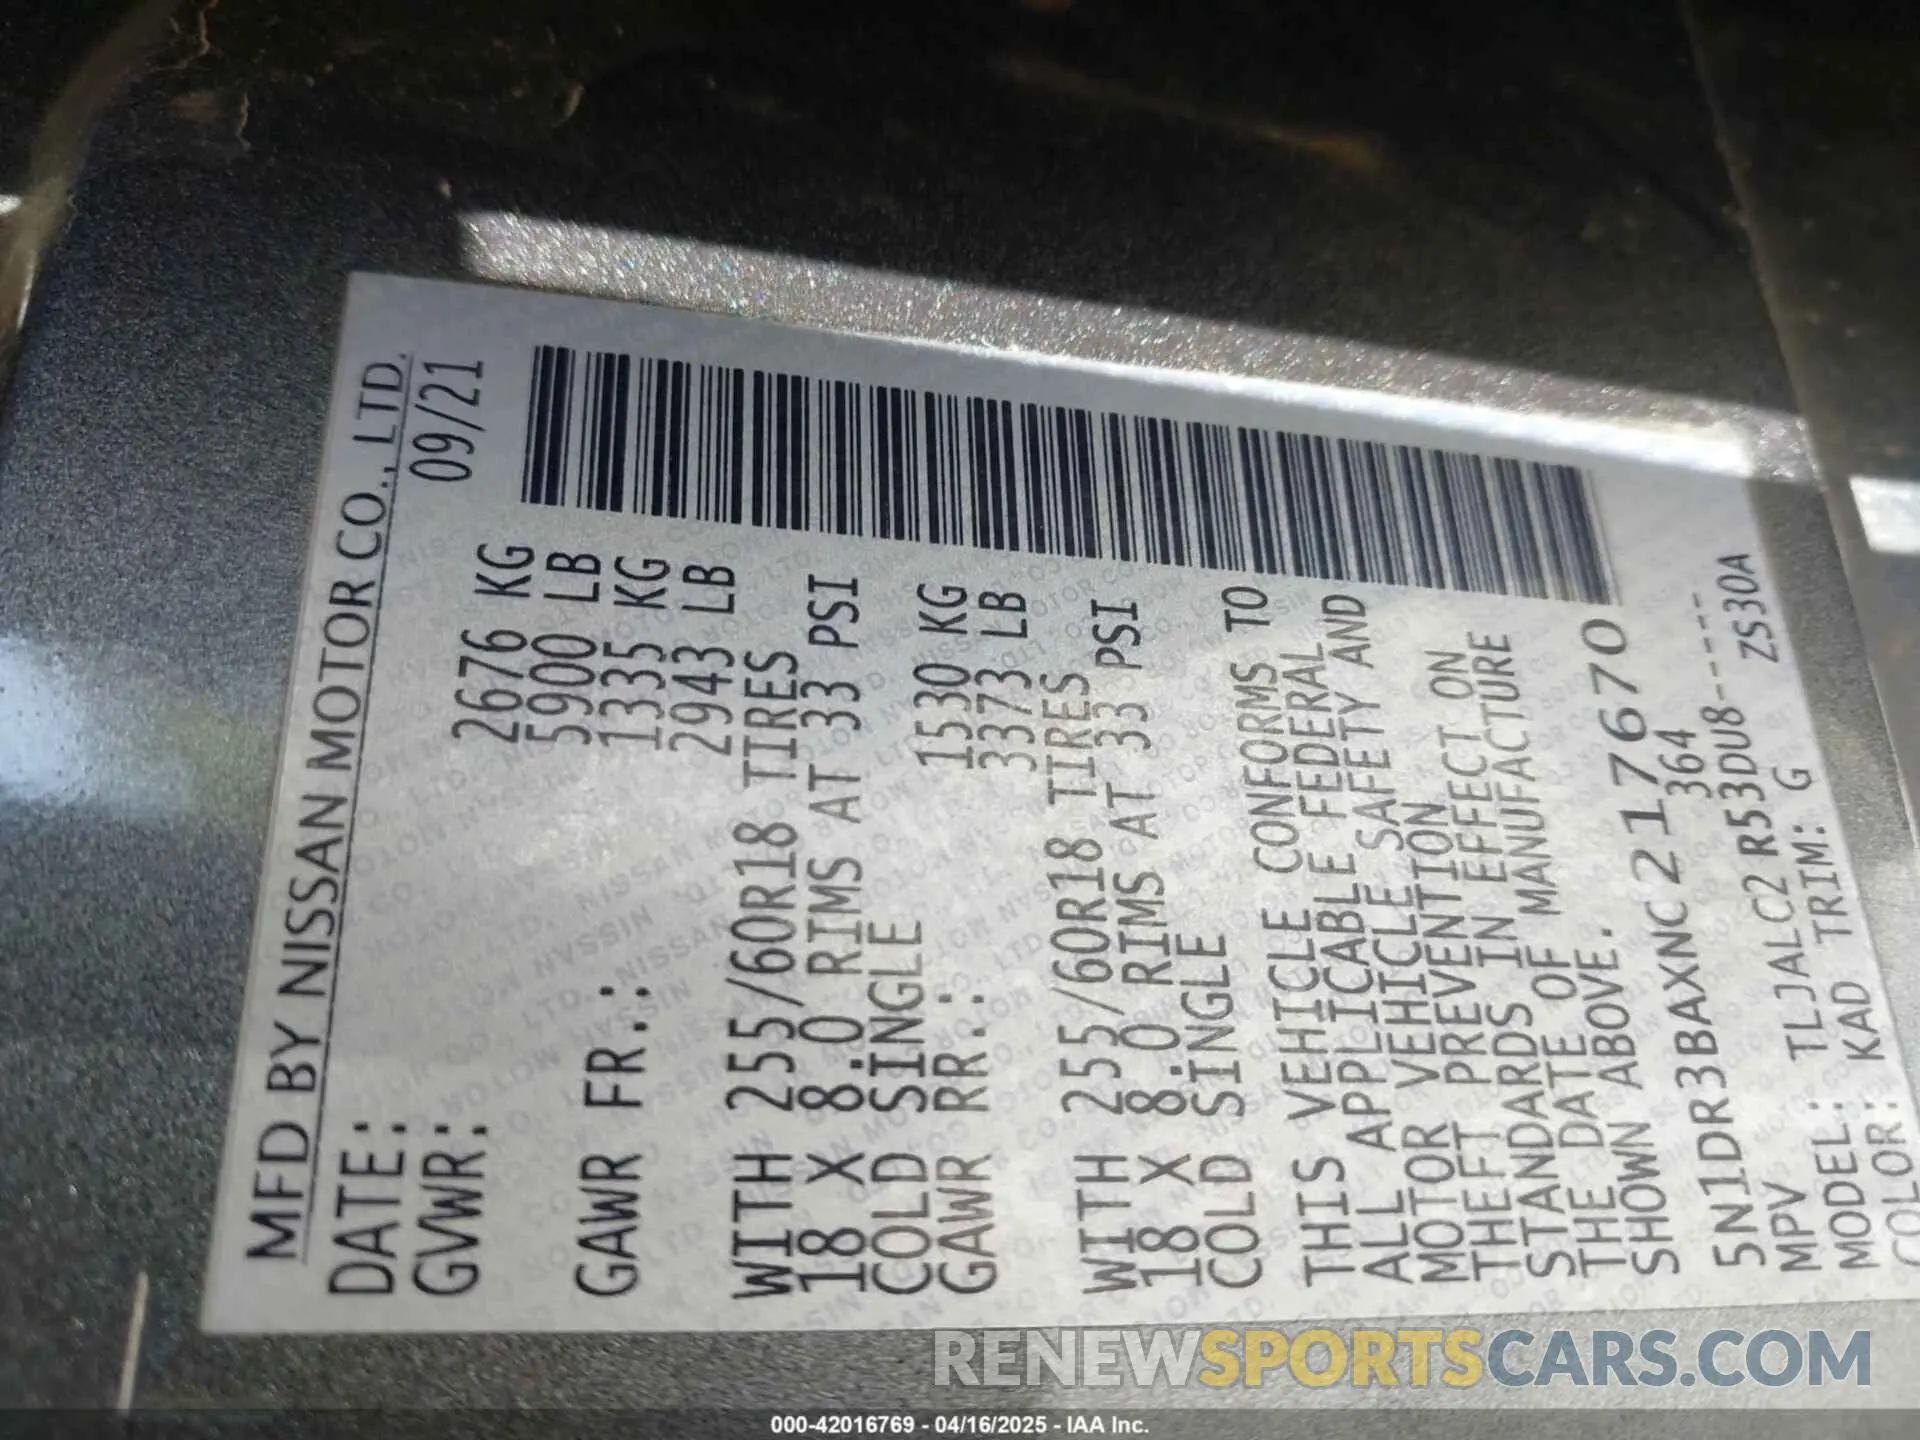 MFD BY NISSAN MOTOR CO., LTD.
DATE: 09/21
GVWR: 2676 KG
5900 LB
GAWR FR.: 1335 KG
2943 LB
WITH 255/60R18 TIRES
18 X 8.0 RIMS AT 33 PSI
COLD SINGLE
GAWR RR.: 1530 KG
3373 LB
WITH 255/60R18 TIRES
18 X 8.0 RIMS AT 33 PSI
COLD SINGLE
THIS VEHICLE CONFORMS TO
ALL APPLICABLE FEDERAL
MOTOR VEHICLE SAFETY AND
THEFT PREVENTION
STANDARDS IN EFFECT ON
THE DATE OF MANUFACTURE
SHOWN ABOVE.
5N1DR3BAXNC217670
MPV 364
MODEL: TLJALC2 R53DU8-----
COLOR: KAD TRIM: G ZS30A
RENEWSPORTSCARS.COM
000-42016769 - 04/16/2025 - IAA Inc.